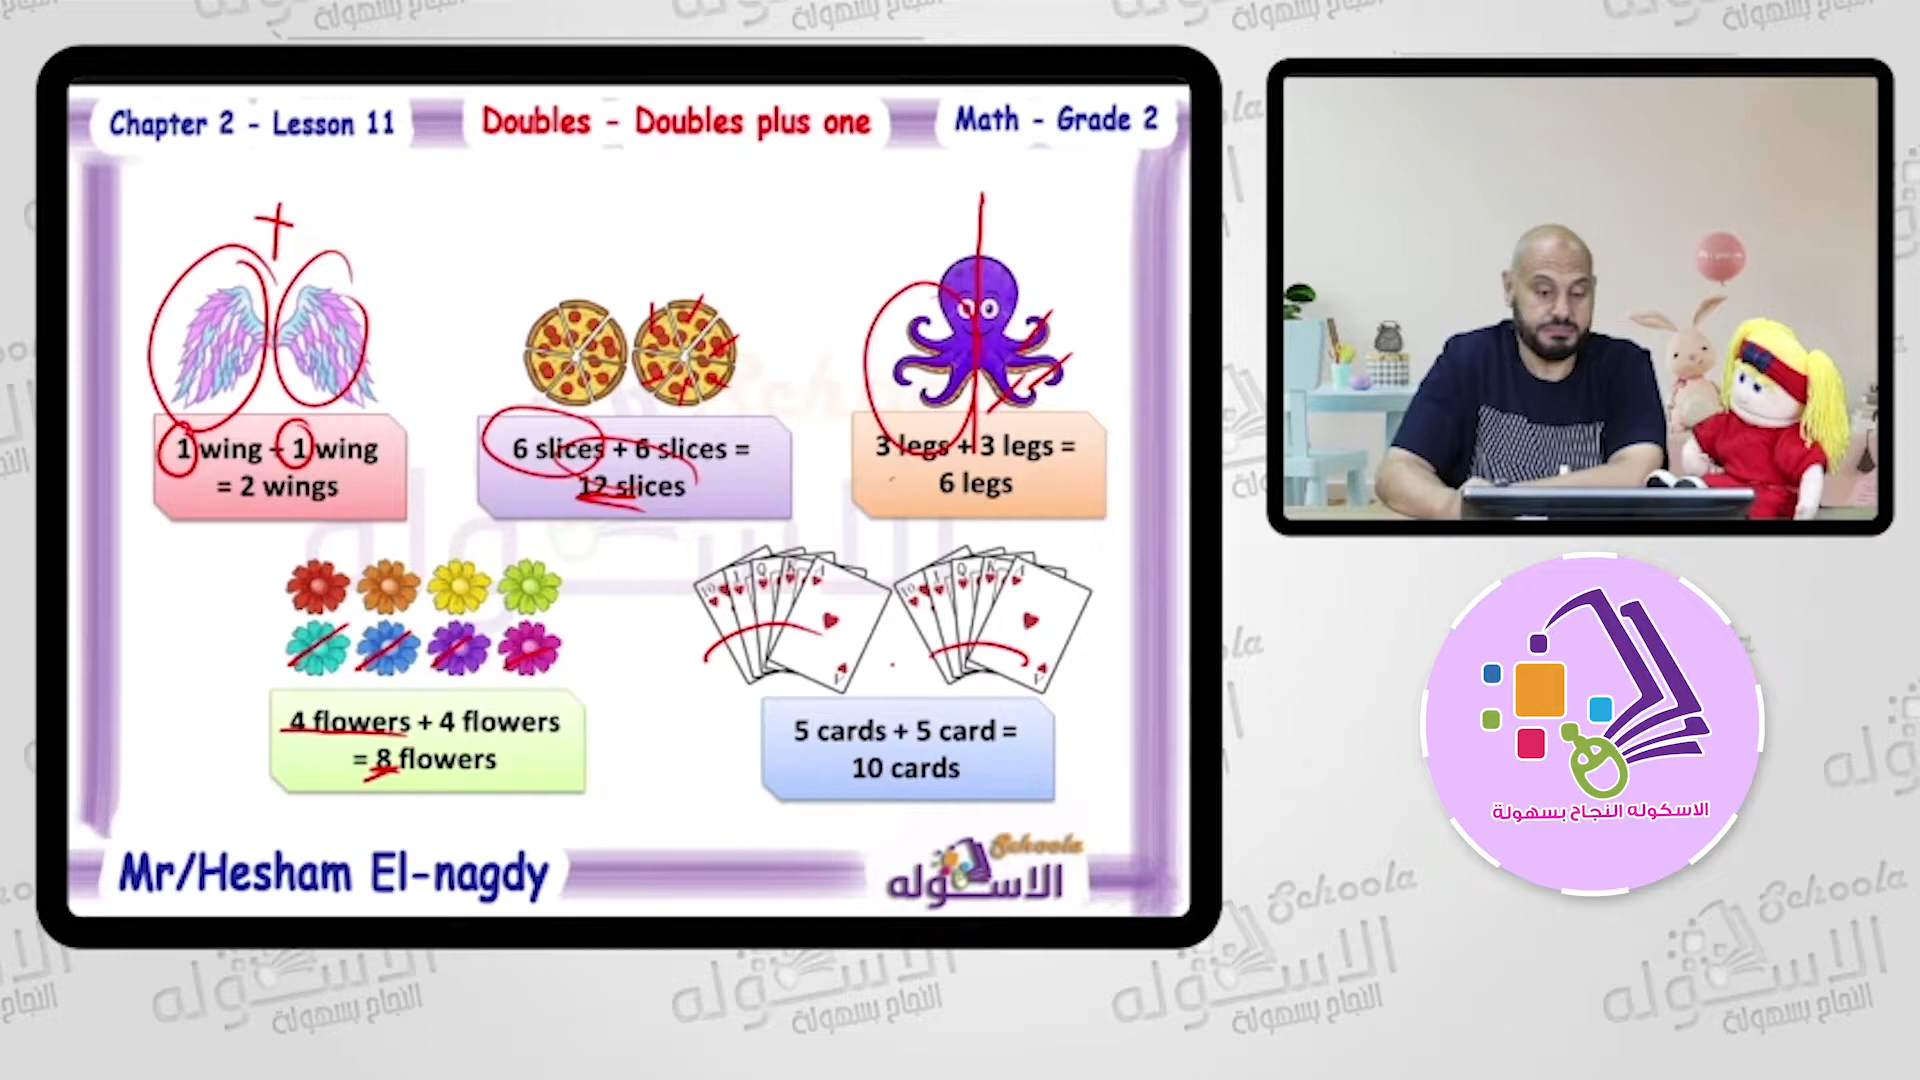 Chapter 2 - Lesson 11
Doubles - Doubles plus one
Math - Grade 2
1 wing + 1 wing
= 2 wings
6 slices + 6 slices =
12 slices
3 legs + 3 legs =
6 legs
4 flowers + 4 flowers
= 8 flowers
5 cards + 5 card =
10 cards
Mr/Hesham El-nagdy
Schoola
الاسكوله
الاسكوله النجاح بسهولة